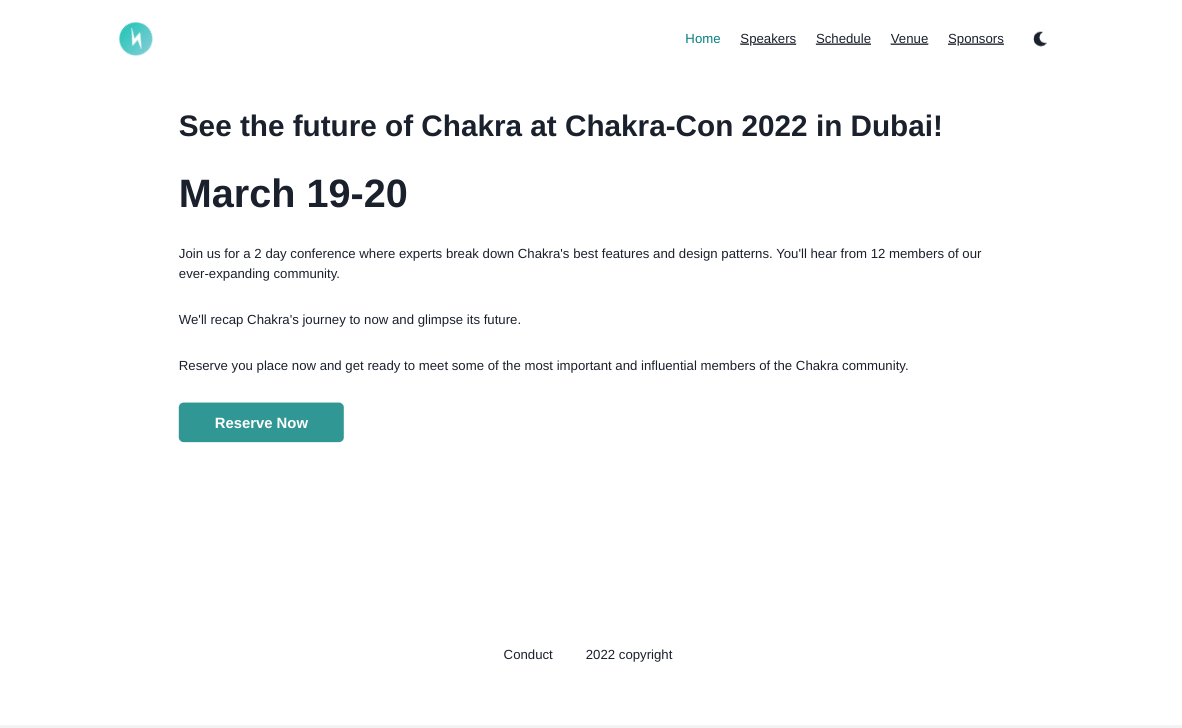 Home Speakers Schedule Venue Sponsors
See the future of Chakra at Chakra-Con 2022 in Dubai!
March 19-20
Join us for a 2 day conference where experts break down Chakra's best features and design patterns. You'll hear from 12 members of our
ever-expanding community.
We'll recap Chakra's journey to now and glimpse its future.
Reserve you place now and get ready to meet some of the most important and influential members of the Chakra community.
Reserve Now
Conduct 2022 copyright